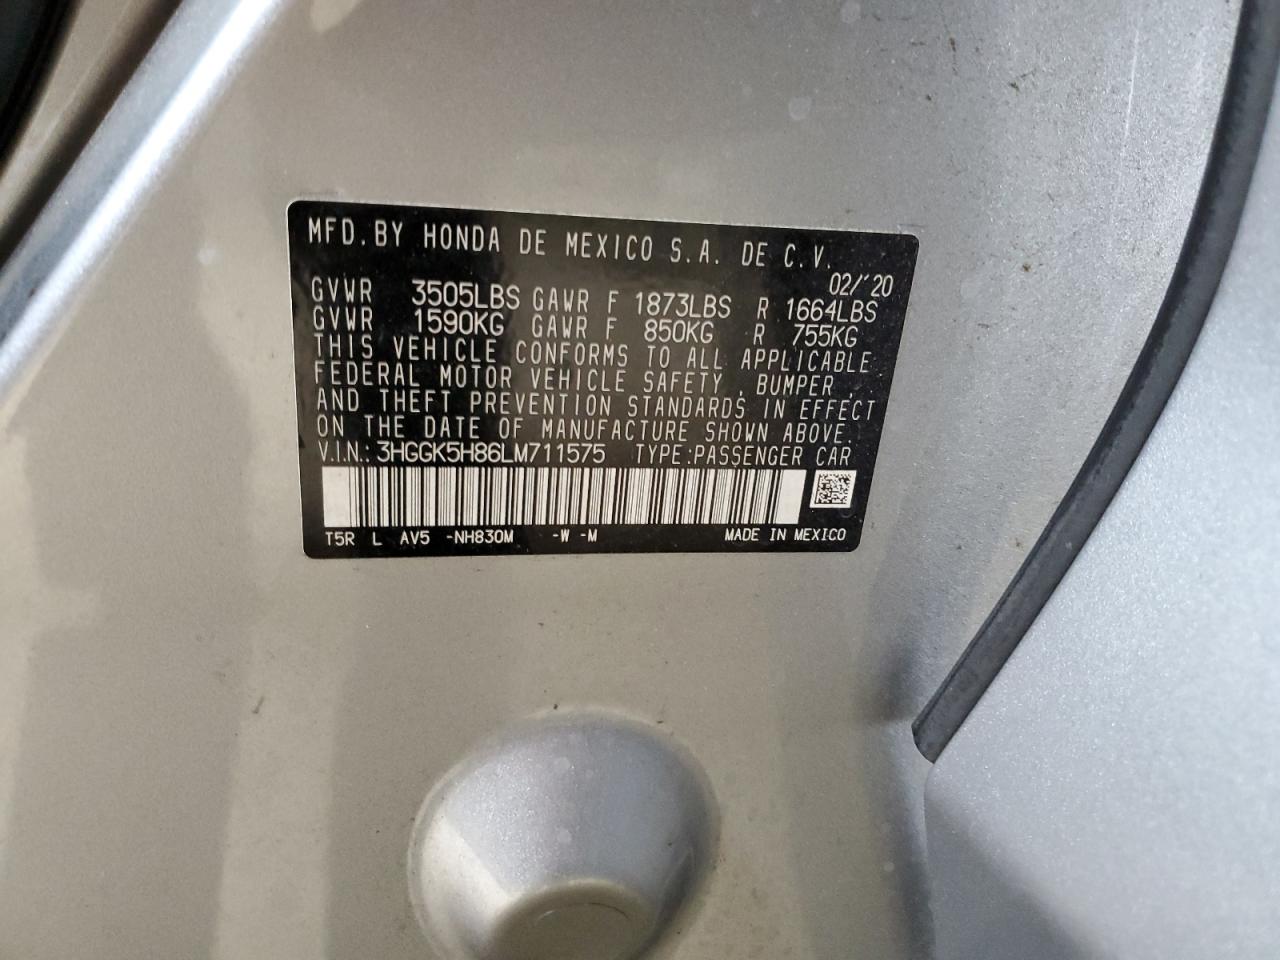 MFD. BY HONDA DE MEXICO S.A. DE C.V.
02/'20
GVWR 3505LBS GAWR F 1873LBS R 1664LBS
GVWR 1590KG GAWR F 850KG R 755KG
THIS VEHICLE CONFORMS TO ALL APPLICABLE
FEDERAL MOTOR VEHICLE SAFETY, BUMPER,
AND THEFT PREVENTION STANDARDS IN EFFECT
ON THE DATE OF MANUFACTURE SHOWN ABOVE.
V.I.N.: 3HGGK5H86LM711575 TYPE:PASSENGER CAR
T5R L AV5 -NH830M -W -M MADE IN MEXICO